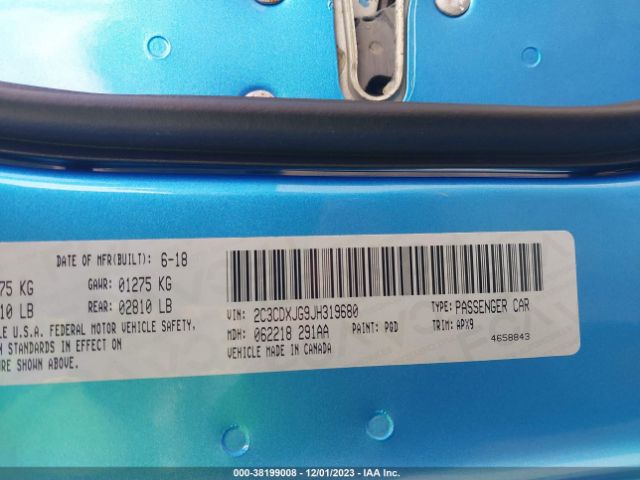 DATE OF MFR(BUILT): 6-18
75 KG GAWR: 01275 KG
10 LB REAR: 02810 LB
LE U.S.A. FEDERAL MOTOR VEHICLE SAFETY,
N STANDARDS IN EFFECT ON
URE SHOWN ABOVE.
VIN: 2C3CDXJG9JH319680 TYPE: PASSENGER CAR
MDH: 062218 291AA PAINT: PQD TRIM: APX9
VEHICLE MADE IN CANADA 4658843
000-38199008 - 12/01/2023 - IAA Inc.